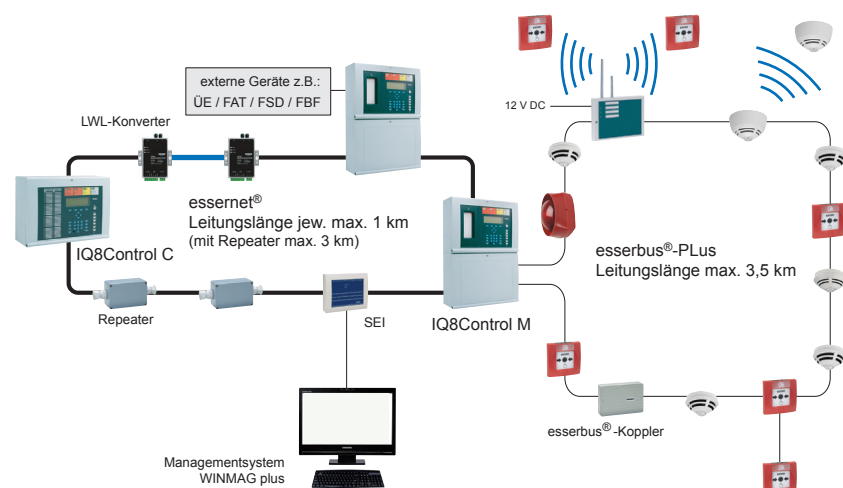 externe Geräte z.B.:
ÜE / FAT / FSD / FBF
12 V DC
LWL-Konverter
essernet®
Leitungslänge jew. max. 1 km
(mit Repeater max. 3 km)
IQ8Control C
esserbus®-PLus
Leitungslänge max. 3,5 km
Repeater
SEI
IQ8Control M
esserbus®-Koppler
Managementsystem
WINMAG plus